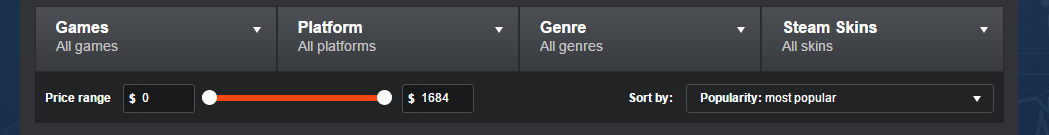 Games
All games
Platform
All platforms
Genre
All genres
Steam Skins
All skins
Price range $ 0 $ 1684 Sort by: Popularity: most popular